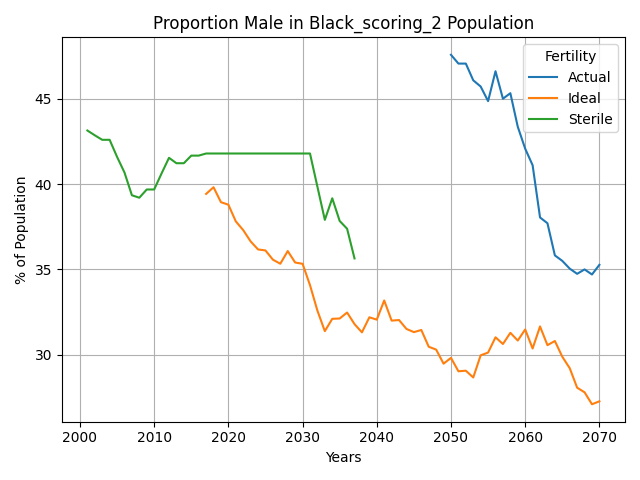 Proportion Male in Black_scoring_2 Population
Fertility
Actual
Ideal
Sterile
% of Population
45
40
35
30
2000 2010 2020 2030 2040 2050 2060 2070
Years